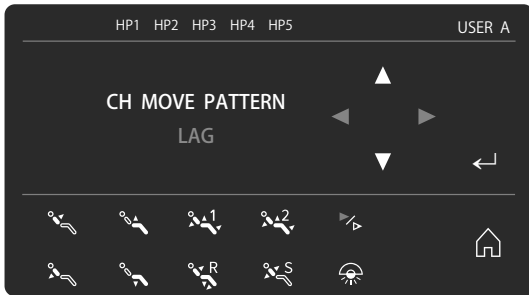 HP1 HP2 HP3 HP4 HP5 USER A
CH MOVE PATTERN
LAG
1 2
R S